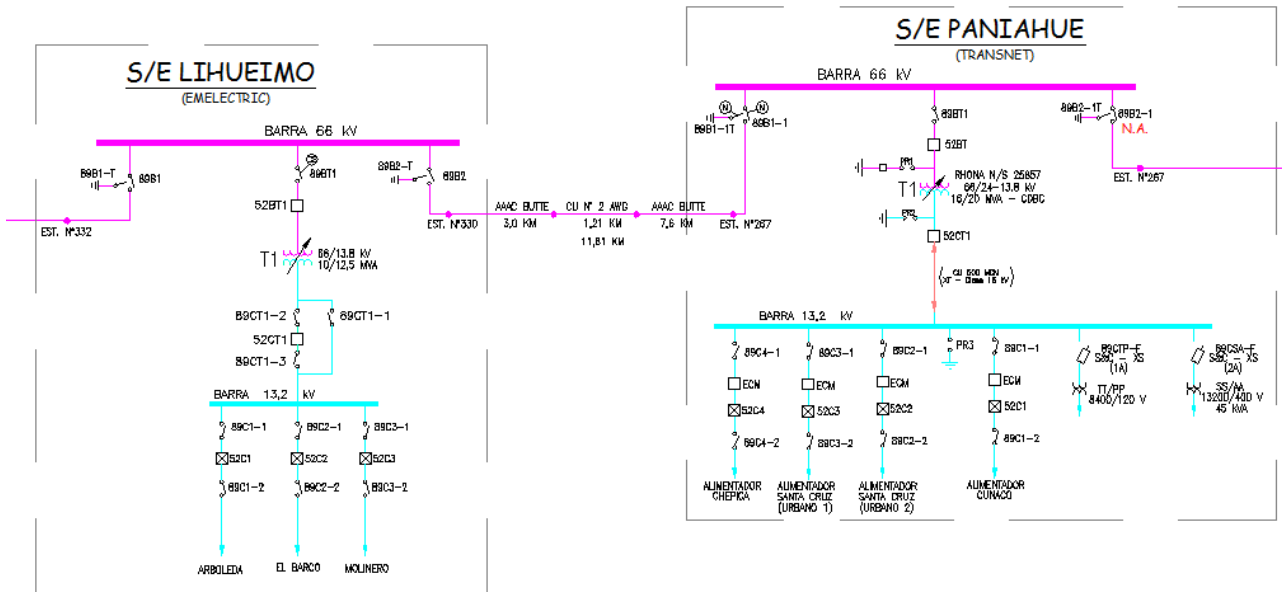 S/E LIHUEIMO
(EMELECTRIC)
BARRA 66 kV
89B1-T
89B1
EST. N°332
89BT1
52BT1
T1
66/13.8 kV
10/12,5 MVA
89CT1-2
89CT1-1
52CT1
89CT1-3
BARRA 13,2 kV
89C1-1
89C2-1
89C3-1
52C1
52C2
52C3
89C1-2
89C2-2
89C3-2
ARBOLEDA
EL BARCO
MOLINERO
89B2-T
89B2
EST. N°330
AAAC BUTTE
3,0 KM
CU N° 2 AWG
1,21 KM
11,81 KM
AAAC BUTTE
7,6 KM
EST. N°267
S/E PANIAHUE
(TRANSNET)
BARRA 66 kV
N
N
89B1-1T
89B1-1
89BT1
52BT
PR1
T1
RHONA N/S 25857
66/24-13.8 kV
16/20 MVA - CDBC
PR2
52CT1
CU 500 MCM
89B2-1T
89B2-1
N.A.
EST. N°267
BARRA 13,2 kV
89C4-1
89C3-1
89C2-1
PR3
89C1-1
89CTP-F
S&C - XS
(1A)
89CSA-F
S&C - XS
(2A)
ECM
ECM
ECM
ECM
TT/PP
8400/120 V
SS/AA
13200/400 V
45 KVA
52C4
52C3
52C2
52C1
89C4-2
89C3-2
89C2-2
89C1-2
ALIMENTADOR
CHEPICA
ALIMENTADOR
SANTA CRUZ
(URBANO 1)
ALIMENTADOR
SANTA CRUZ
(URBANO 2)
ALIMENTADOR
CUNACO